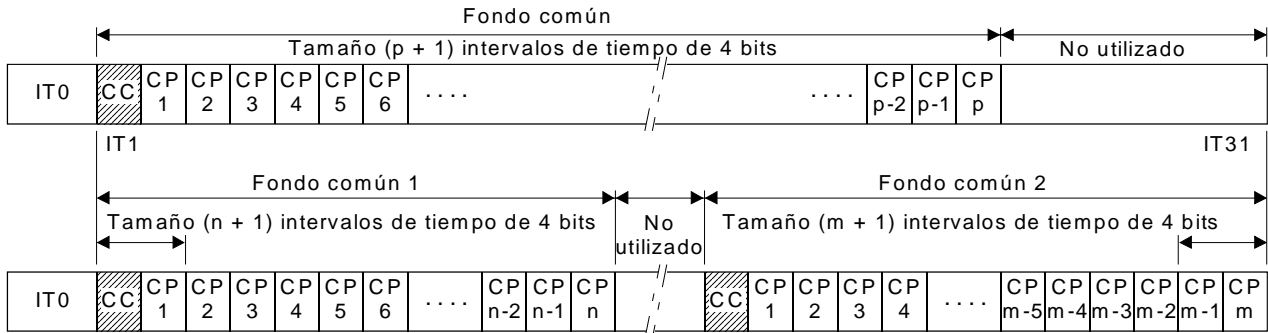 Fondo común
Tamaño (p + 1) intervalos de tiempo de 4 bits
No utilizado
IT0 CC CP 1 CP 2 CP 3 CP 4 CP 5 CP 6 .... .... CP p-2 CP p-1 CP p
IT1 IT31
Fondo común 1 Fondo común 2
Tamaño (n + 1) intervalos de tiempo de 4 bits No utilizado Tamaño (m + 1) intervalos de tiempo de 4 bits
IT0 CC CP 1 CP 2 CP 3 CP 4 CP 5 CP 6 .... CP n-2 CP n-1 CP n CC CP 1 CP 2 CP 3 CP 4 .... CP m-5 CP m-4 CP m-3 CP m-2 CP m-1 CP m